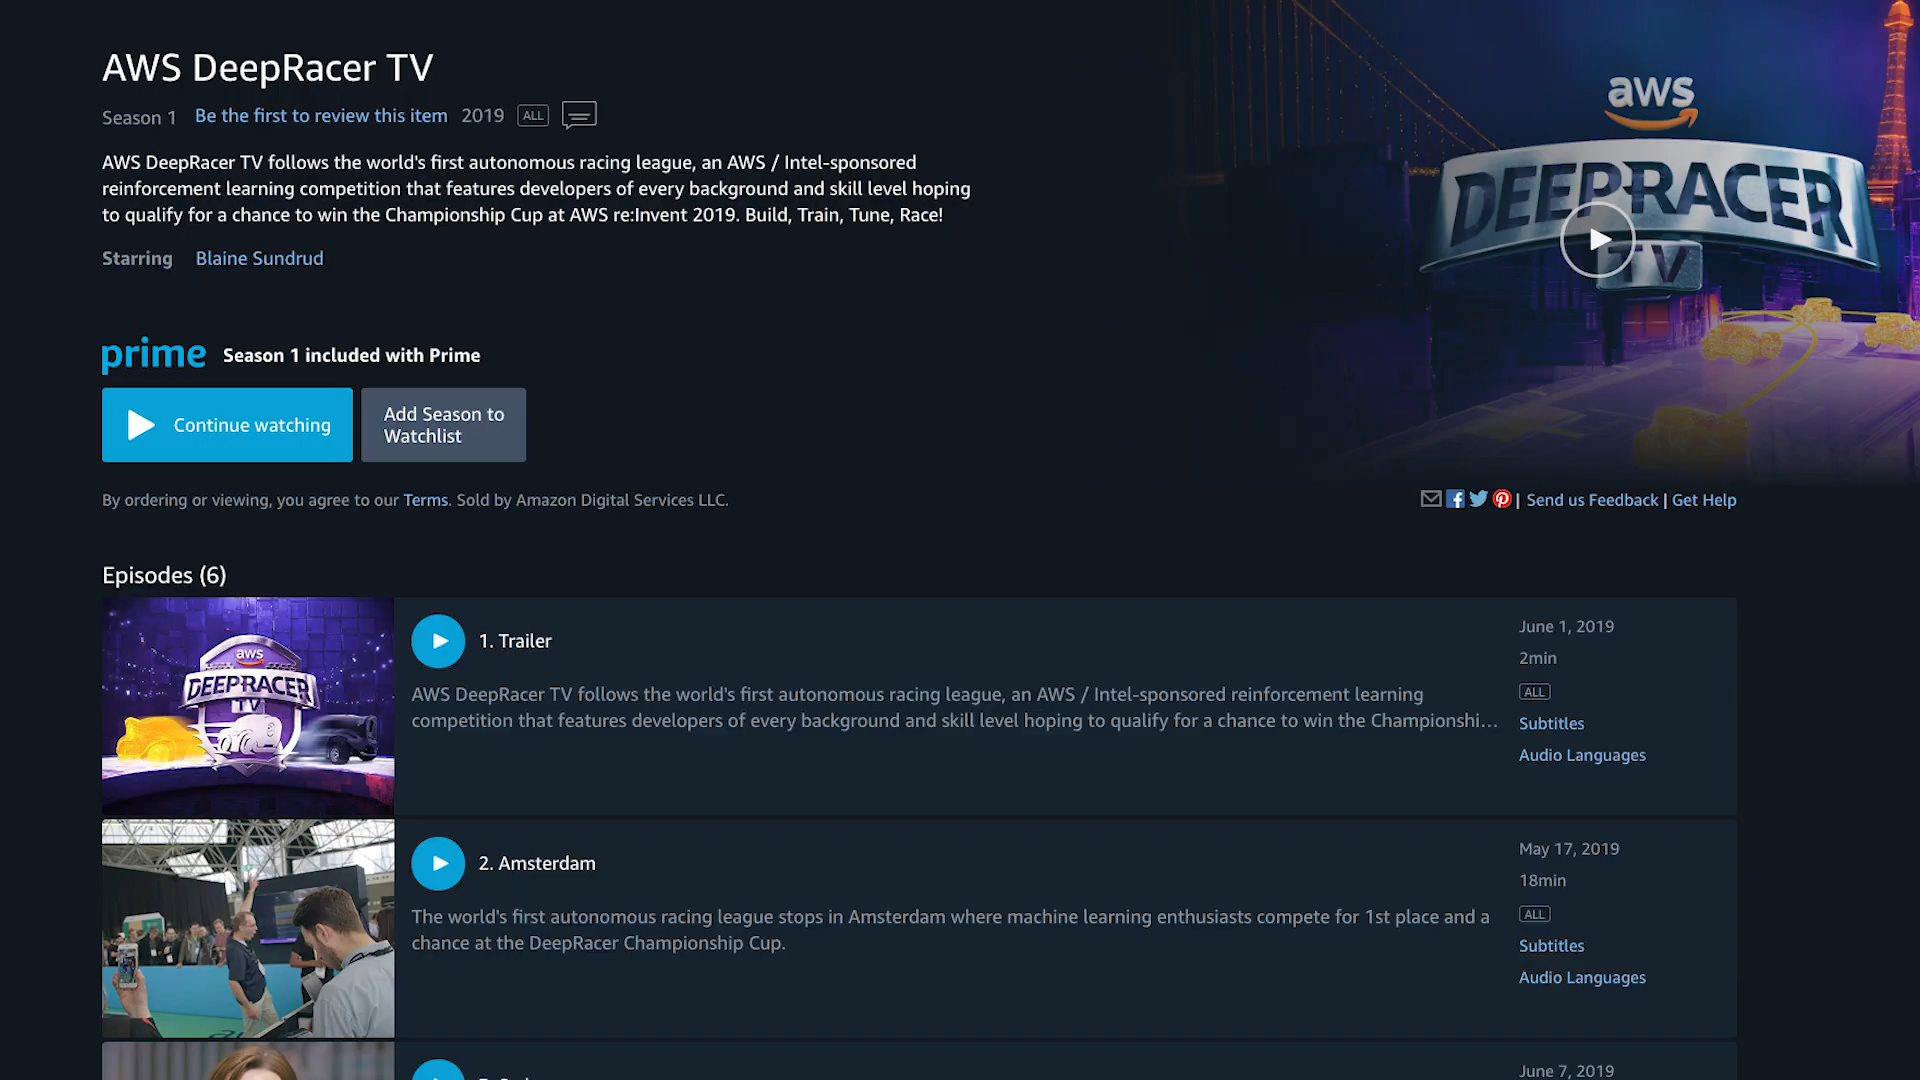 AWS DeepRacer TV
Season 1 Be the first to review this item 2019 ALL
AWS DeepRacer TV follows the world's first autonomous racing league, an AWS / Intel-sponsored
reinforcement learning competition that features developers of every background and skill level hoping
to qualify for a chance to win the Championship Cup at AWS re:Invent 2019. Build, Train, Tune, Race!
Starring Blaine Sundrud
aws
DEEPRACER
TV
prime Season 1 included with Prime
Continue watching
Add Season to
Watchlist
By ordering or viewing, you agree to our Terms. Sold by Amazon Digital Services LLC.
| Send us Feedback | Get Help
Episodes (6)
aws
DEEPRACER
TV
1. Trailer
AWS DeepRacer TV follows the world's first autonomous racing league, an AWS / Intel-sponsored reinforcement learning
competition that features developers of every background and skill level hoping to qualify for a chance to win the Championshi...
June 1, 2019
2min
ALL
Subtitles
Audio Languages
2. Amsterdam
The world's first autonomous racing league stops in Amsterdam where machine learning enthusiasts compete for 1st place and a
chance at the DeepRacer Championship Cup.
May 17, 2019
18min
ALL
Subtitles
Audio Languages
June 7, 2019